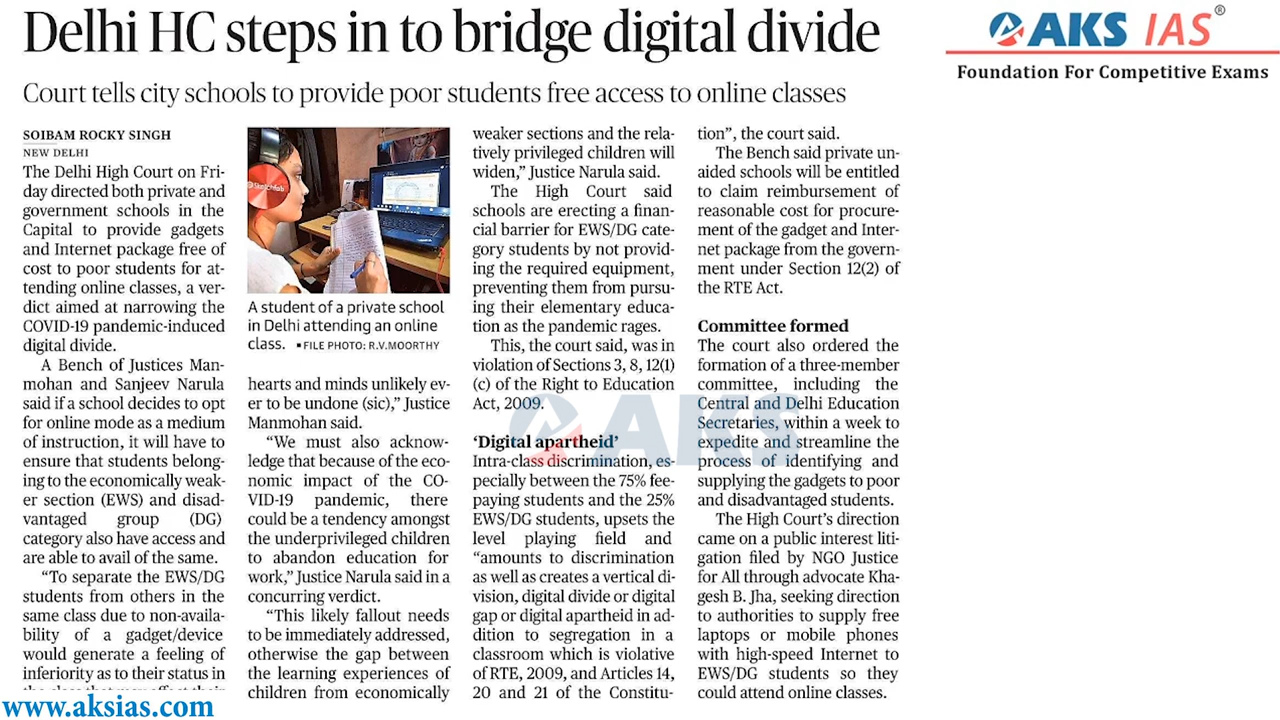 Delhi HC steps in to bridge digital divide
Court tells city schools to provide poor students free access to online classes
AKS IAS®
Foundation For Competitive Exams
SOIBAM ROCKY SINGH
NEW DELHI
The Delhi High Court on Fri-
day directed both private and
government schools in the
Capital to provide gadgets
and Internet package free of
cost to poor students for at-
tending online classes, a ver-
dict aimed at narrowing the
COVID-19 pandemic-induced
digital divide.
A Bench of Justices Man-
mohan and Sanjeev Narula
said if a school decides to opt
for online mode as a medium
of instruction, it will have to
ensure that students belong-
ing to the economically weak-
er section (EWS) and disad-
vantaged group (DG)
category also have access and
are able to avail of the same.
“To separate the EWS/DG
students from others in the
same class due to non-availa-
bility of a gadget/device
would generate a feeling of
inferiority as to their status in
Sketchfab
A student of a private school
in Delhi attending an online
class. ▪FILE PHOTO: R.V.MOORTHY
hearts and minds unlikely ev-
er to be undone (sic),” Justice
Manmohan said.
“We must also acknow-
ledge that because of the eco-
nomic impact of the CO-
VID-19 pandemic, there
could be a tendency amongst
the underprivileged children
to abandon education for
work,” Justice Narula said in a
concurring verdict.
“This likely fallout needs
to be immediately addressed,
otherwise the gap between
the learning experiences of
children from economically
weaker sections and the rela-
tively privileged children will
widen,” Justice Narula said.
The High Court said
schools are erecting a finan-
cial barrier for EWS/DG cate-
gory students by not provid-
ing the required equipment,
preventing them from pursu-
ing their elementary educa-
tion as the pandemic rages.
This, the court said, was in
violation of Sections 3, 8, 12(1)
(c) of the Right to Education
Act, 2009.
‘Digital apartheid’
Intra-class discrimination, es-
pecially between the 75% fee-
paying students and the 25%
EWS/DG students, upsets the
level playing field and
“amounts to discrimination
as well as creates a vertical di-
vision, digital divide or digital
gap or digital apartheid in ad-
dition to segregation in a
classroom which is violative
of RTE, 2009, and Articles 14,
20 and 21 of the Constitu-
tion”, the court said.
The Bench said private un-
aided schools will be entitled
to claim reimbursement of
reasonable cost for procure-
ment of the gadget and Inter-
net package from the govern-
ment under Section 12(2) of
the RTE Act.
Committee formed
The court also ordered the
formation of a three-member
committee, including the
Central and Delhi Education
Secretaries, within a week to
expedite and streamline the
process of identifying and
supplying the gadgets to poor
and disadvantaged students.
The High Court’s direction
came on a public interest liti-
gation filed by NGO Justice
for All through advocate Kha-
gesh B. Jha, seeking direction
to authorities to supply free
laptops or mobile phones
with high-speed Internet to
EWS/DG students so they
could attend online classes.
AKS
www.aksias.com